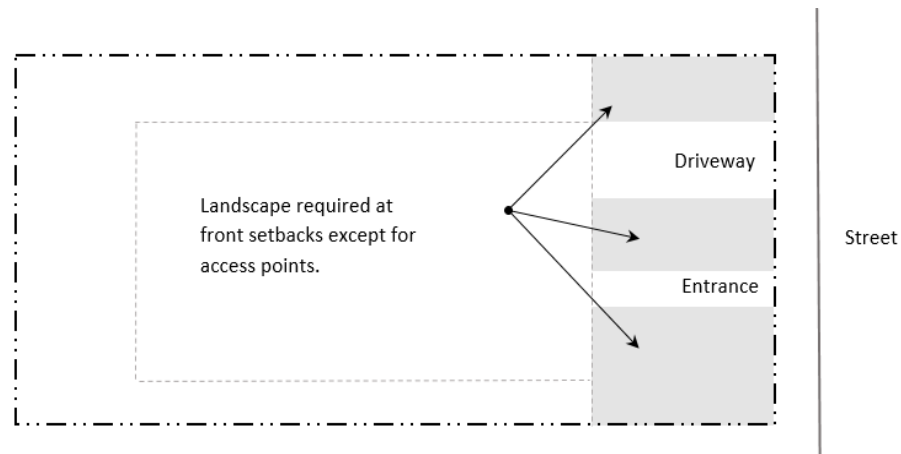 Driveway
Landscape required at
front setbacks except for
access points.
Street
Entrance